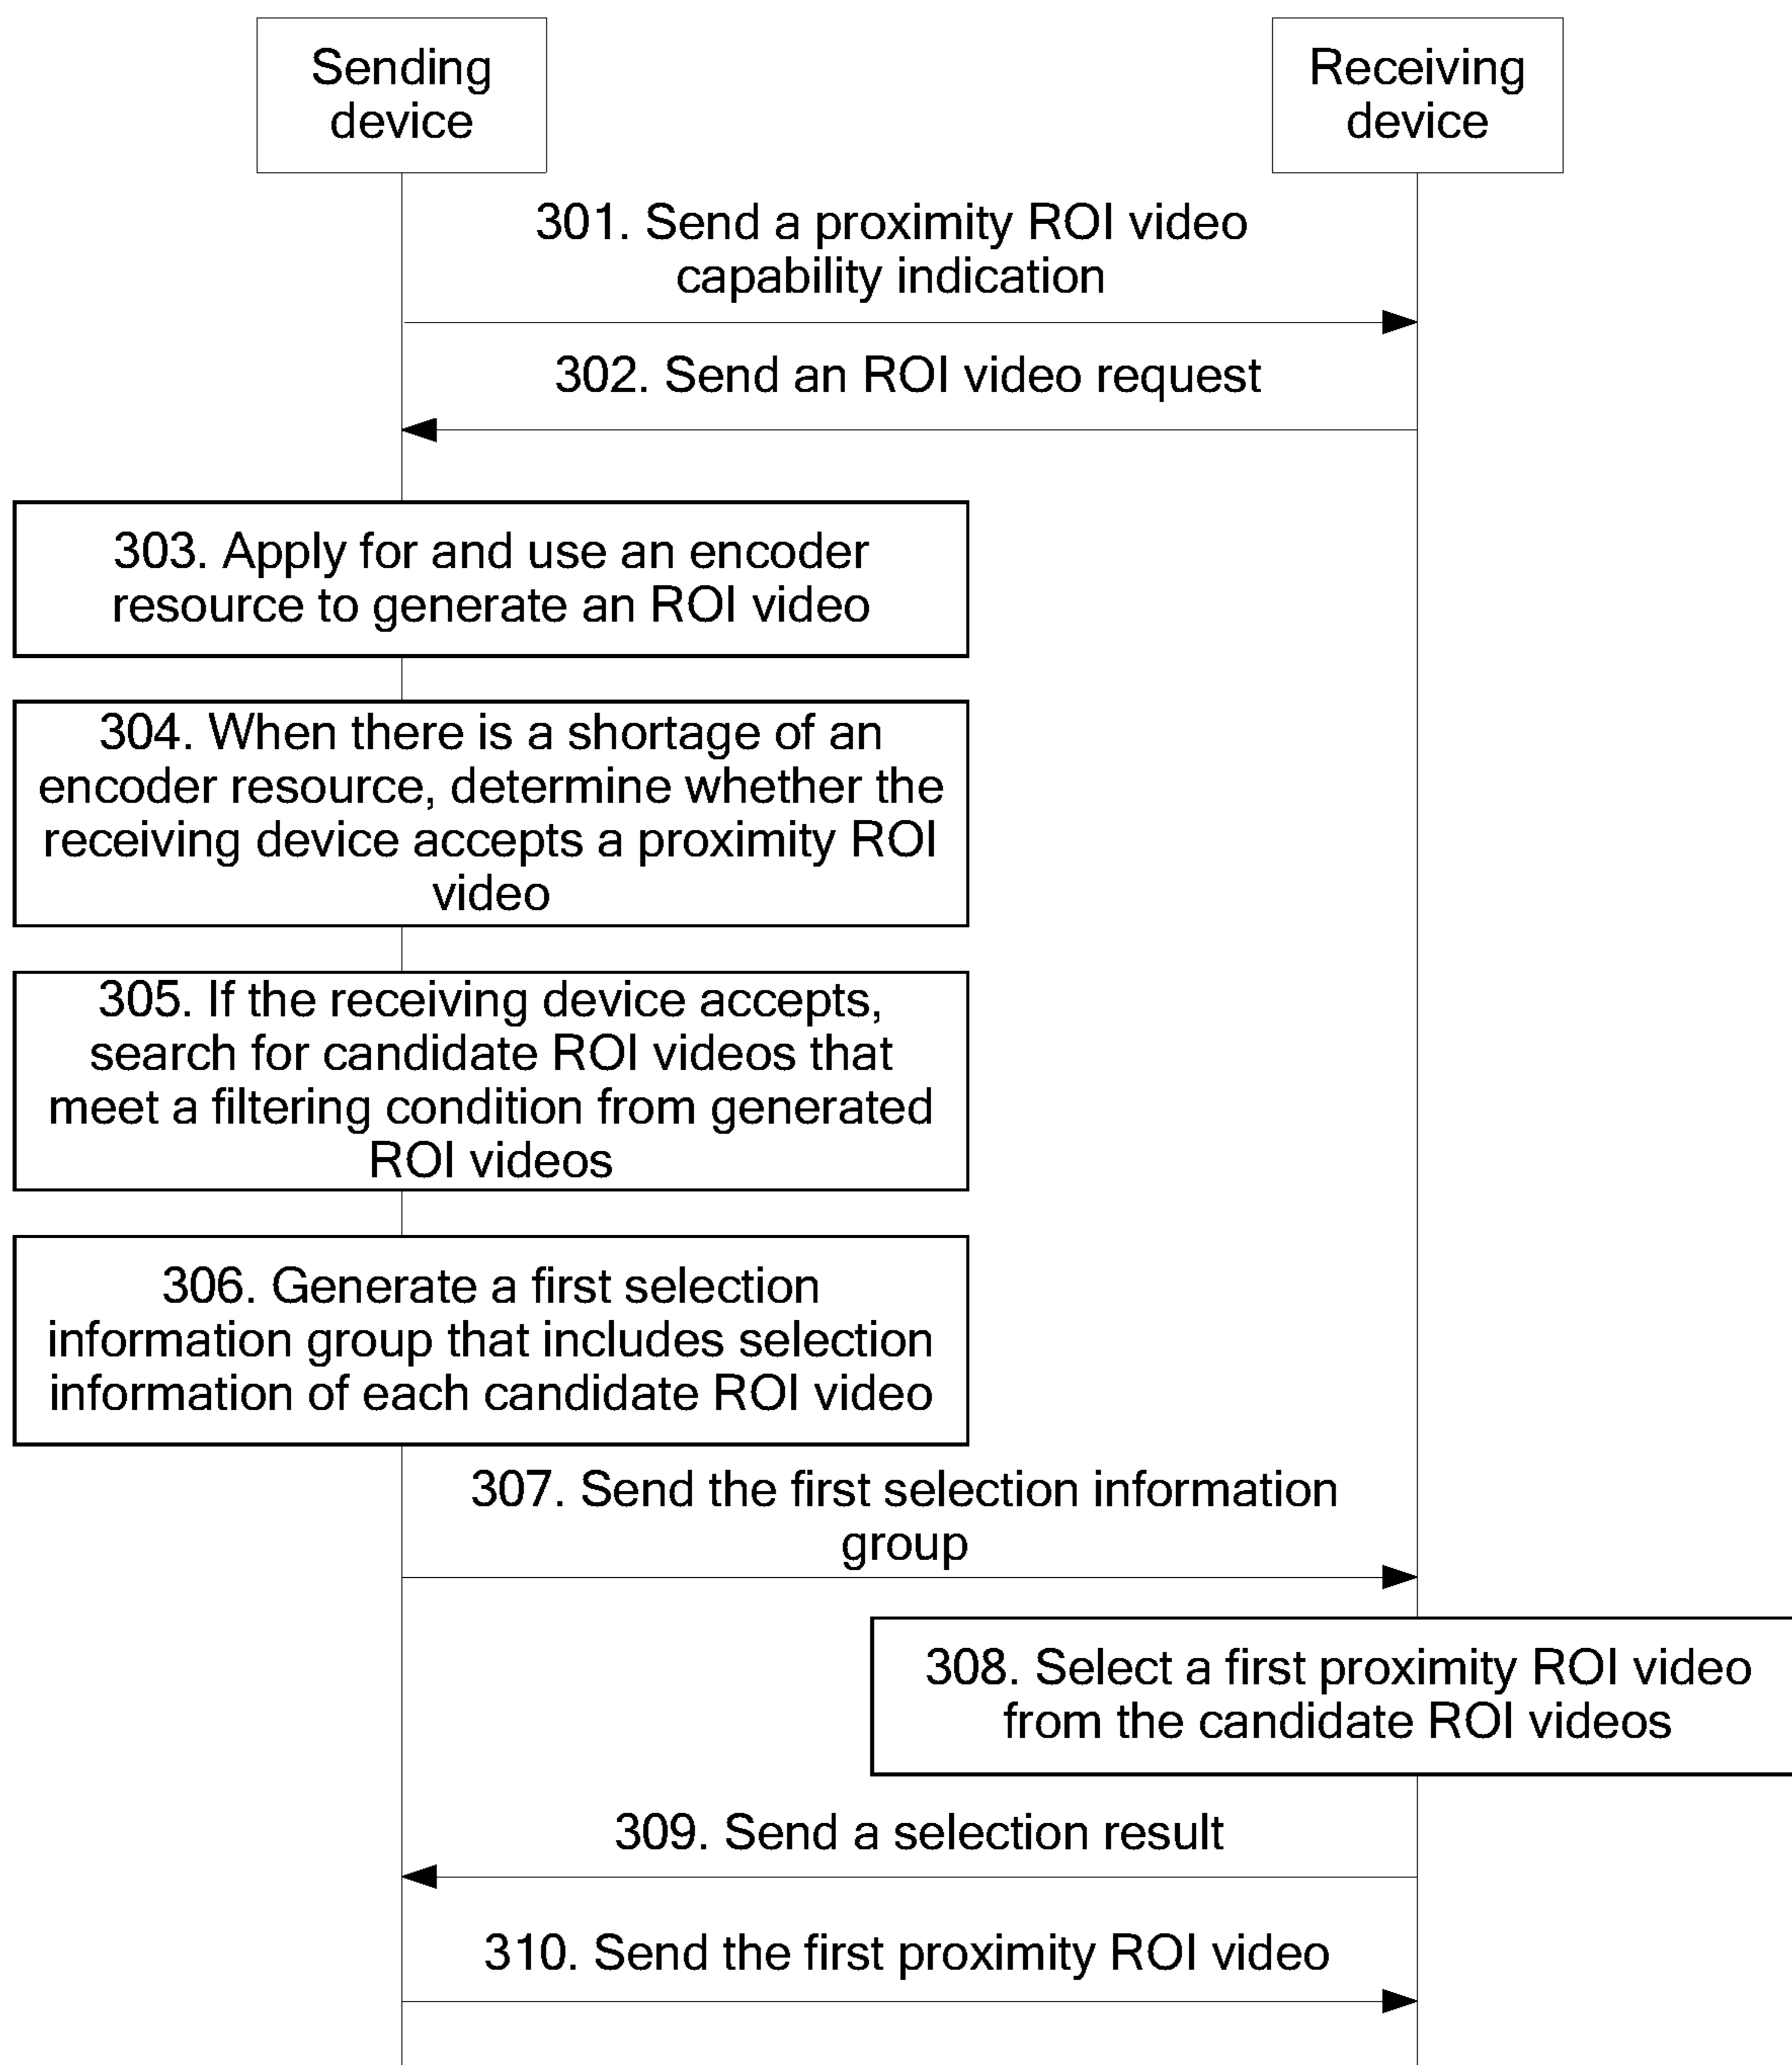 Sending
device
Receiving
device
301. Send a proximity ROI video
capability indication
302. Send an ROI video request
303. Apply for and use an encoder
resource to generate an ROI video
304. When there is a shortage of an
encoder resource, determine whether the
receiving device accepts a proximity ROI
video
305. If the receiving device accepts,
search for candidate ROI videos that
meet a filtering condition from generated
ROI videos
306. Generate a first selection
information group that includes selection
information of each candidate ROI video
307. Send the first selection information
group
308. Select a first proximity ROI video
from the candidate ROI videos
309. Send a selection result
310. Send the first proximity ROI video